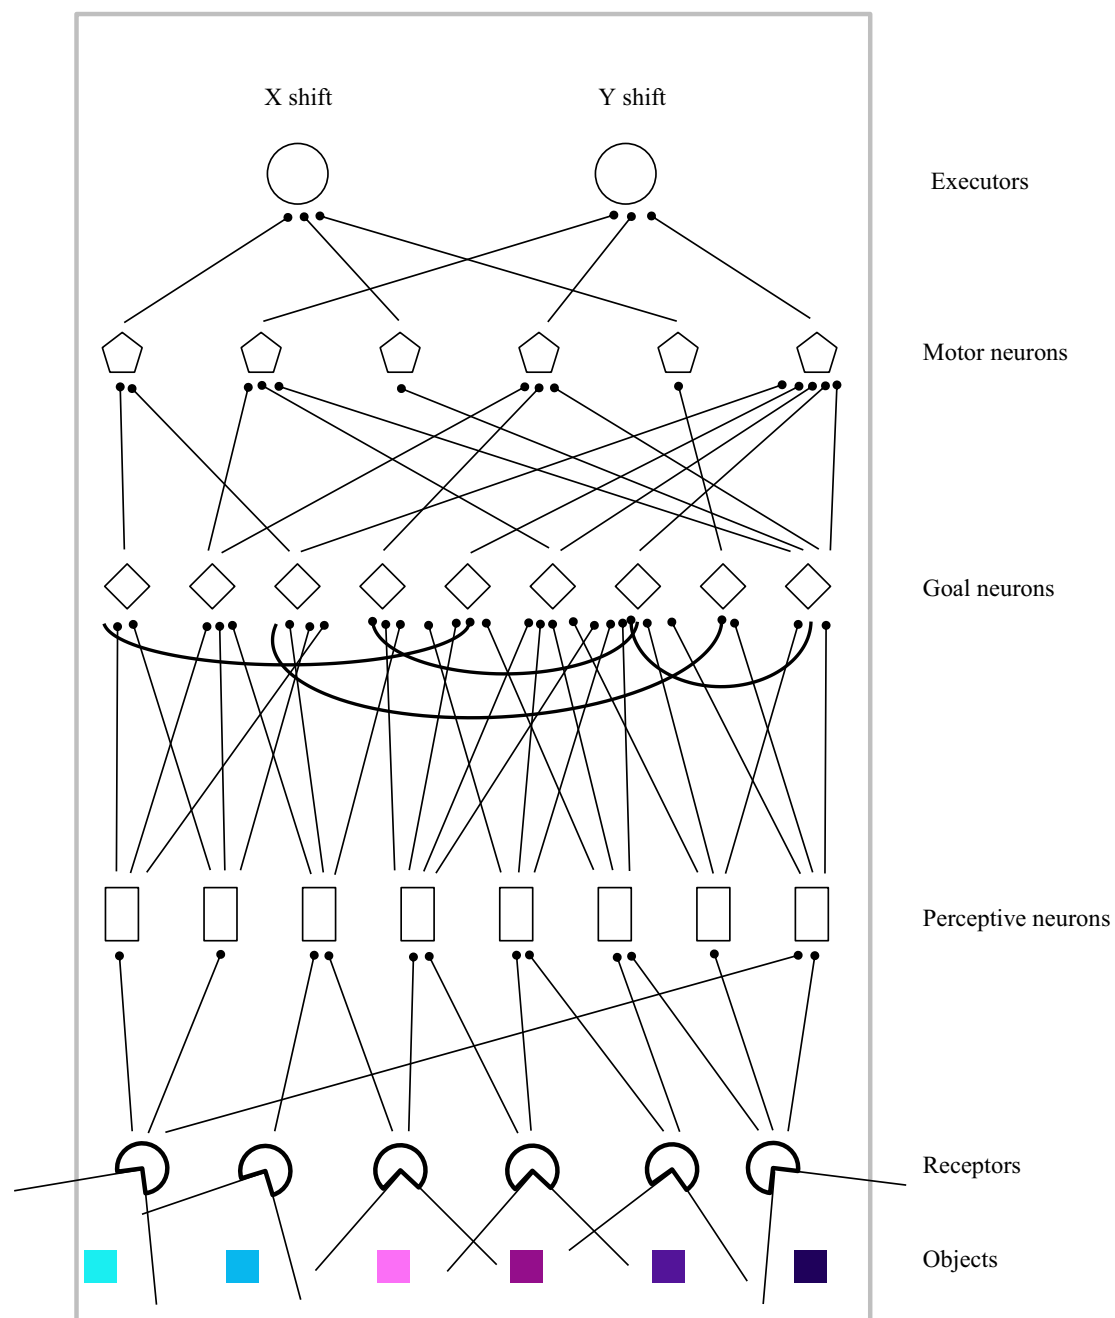 X shift
Y shift
Executors
Motor neurons
Goal neurons
Perceptive neurons
Receptors
Objects